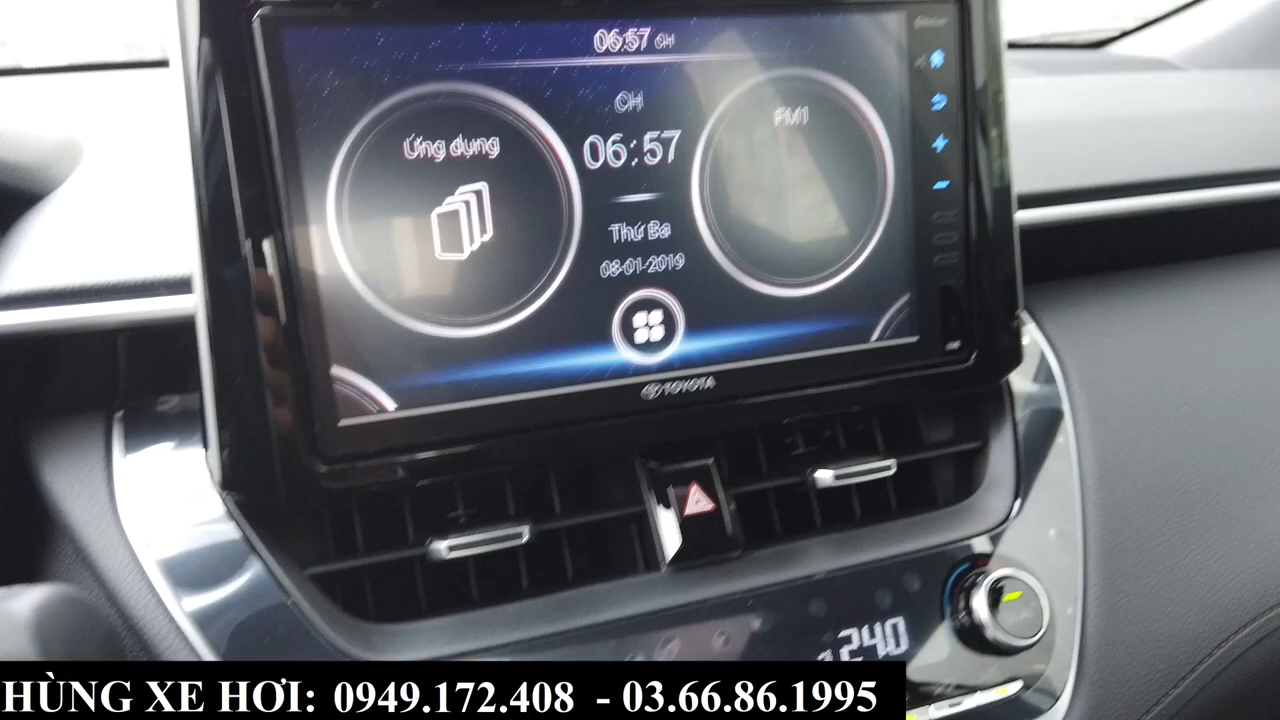 06:57 CH
CH
Ứng dụng
FM1
06:57
Thứ Ba
08-01-2019
TOYOTA
24.0
HÙNG XE HƠI: 0949.172.408 - 03.66.86.1995